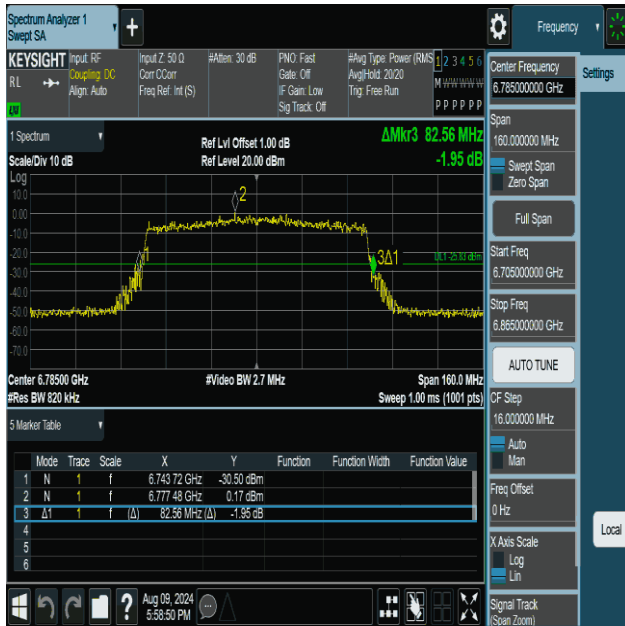 Spectrum Analyzer 1
Swept SA
Frequency
KEYSIGHT
RL
Input: RF
Coupling: DC
Align: Auto
Input Z: 50 Ω
Corr CCorr
Freq Ref: Int (S)
#Atten: 30 dB
PNO: Fast
Gate: Off
IF Gain: Low
Sig Track: Off
#Avg Type: Power (RMS
Avg|Hold: 20/20
Trig: Free Run
1 2 3 4 5 6
M W W W W W
P P P P P P
1 Spectrum
Scale/Div 10 dB
Ref Lvl Offset 1.00 dB
Ref Level 20.00 dBm
ΔMkr3 82.56 MHz
-1.95 dB
Log
10.0
0.00
-10.0
-20.0
-30.0
-40.0
-50.0
-60.0
-70.0
2
3Δ1
Center 6.78500 GHz
#Res BW 820 kHz
#Video BW 2.7 MHz
Span 160.0 MHz
Sweep 1.00 ms (1001 pts)
5 Marker Table
Mode Trace Scale X Y Function Function Width Function Value
1 N 1 f 6.743 72 GHz -30.50 dBm
2 N 1 f 6.777 48 GHz 0.17 dBm
3 Δ1 1 f (Δ) 82.56 MHz (Δ) -1.95 dB
4
5
6
Aug 09, 2024
5:58:50 PM
Center Frequency
6.785000000 GHz
Span
160.000000 MHz
Swept Span
Zero Span
Full Span
Start Freq
6.705000000 GHz
Stop Freq
6.865000000 GHz
AUTO TUNE
CF Step
16.000000 MHz
Auto
Man
Freq Offset
0 Hz
X Axis Scale
Log
Lin
Signal Track
(Span Zoom)
Settings
Local